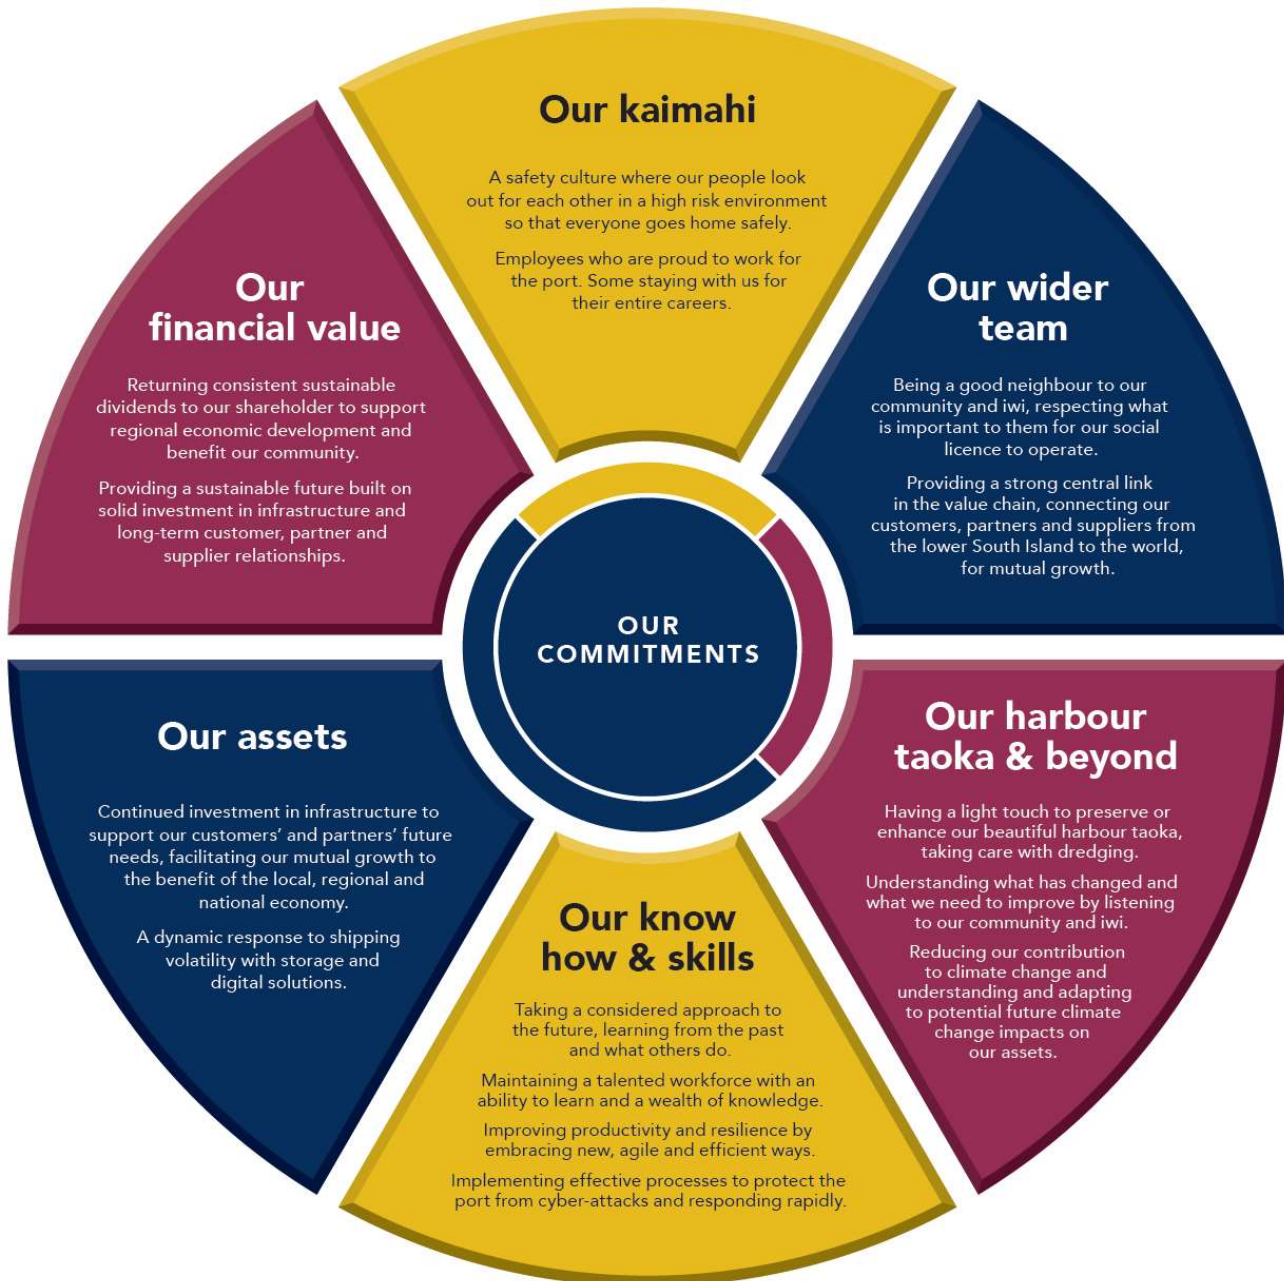 Our kaimahi
A safety culture where our people look
out for each other in a high risk environment
so that everyone goes home safely.
Employees who are proud to work for
the port. Some staying with us for
their entire careers.
Our wider
team
Being a good neighbour to our
community and iwi, respecting what
is important to them for our social
licence to operate.
Providing a strong central link
in the value chain, connecting our
customers, partners and suppliers from
the lower South Island to the world,
for mutual growth.
Our harbour
taoka & beyond
Having a light touch to preserve or
enhance our beautiful harbour taoka,
taking care with dredging.
Understanding what has changed and
what we need to improve by listening
to our community and iwi.
Reducing our contribution
to climate change and
understanding and adapting
to potential future climate
change impacts on
our assets.
Our know
how & skills
Taking a considered approach to
the future, learning from the past
and what others do.
Maintaining a talented workforce with an
ability to learn and a wealth of knowledge.
Improving productivity and resilience by
embracing new, agile and efficient ways.
Implementing effective processes to protect the
port from cyber-attacks and responding rapidly.
Our assets
Continued investment in infrastructure to
support our customers’ and partners’ future
needs, facilitating our mutual growth to
the benefit of the local, regional and
national economy.
A dynamic response to shipping
volatility with storage and
digital solutions.
Our
financial value
Returning consistent sustainable
dividends to our shareholder to support
regional economic development and
benefit our community.
Providing a sustainable future built on
solid investment in infrastructure and
long-term customer, partner and
supplier relationships.
OUR
COMMITMENTS